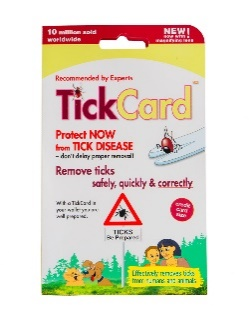 10 million sold
worldwide
NEW!
now with a
magnifying lens
Recommended by Experts
TickCard™
Protect NOW
from TICK DISEASE
– don't delay proper removal!
Remove ticks
safely, quickly & correctly
With a TickCard in
your wallet you are
well prepared.
credit
card
size
TICKS
Be Prepared
Effectively removes ticks
from humans and animals